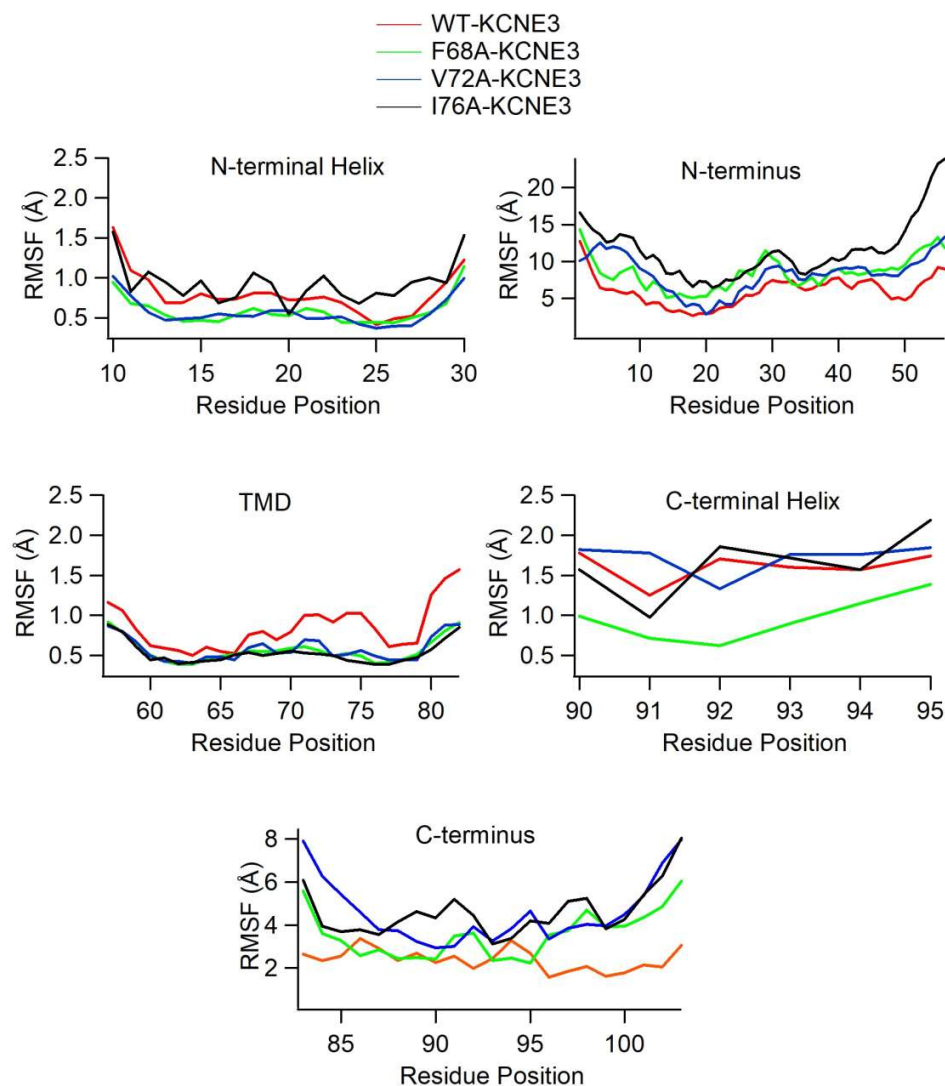 WT-KCNE3
F68A-KCNE3
V72A-KCNE3
I76A-KCNE3
N-terminal Helix
2.5
2.0
1.5
1.0
0.5
RMSF (Å)
10 15 20 25 30
Residue Position
N-terminus
20
15
10
5
RMSF (Å)
10 20 30 40 50
Residue Position
TMD
2.5
2.0
1.5
1.0
0.5
RMSF (Å)
60 65 70 75 80
Residue Position
C-terminal Helix
2.5
2.0
1.5
1.0
0.5
RMSF (Å)
90 91 92 93 94 95
Residue Position
C-terminus
8
6
4
2
RMSF (Å)
85 90 95 100
Residue Position